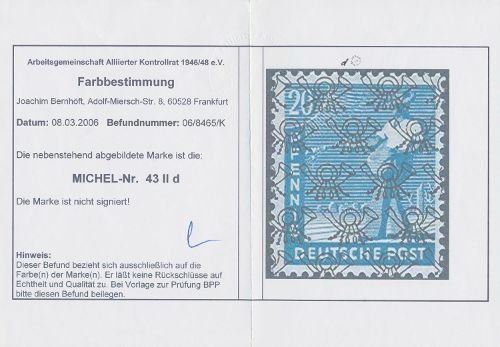 Arbeitsgemeinschaft Alliierter Kontrollrat 1946/48 e.V.
Farbbestimmung
Joachim Bernhöft, Adolf-Miersch-Str. 8, 60528 Frankfurt
Datum: 08.03.2006 Befundnummer: 06/8465/K
Die nebenstehend abgebildete Marke ist die:
MICHEL-Nr. 43 II d
Die Marke ist nicht signiert!
Hinweis:
Dieser Befund bezieht sich ausschließlich auf die
Farbe(n) der Marke(n). Er läßt keine Rückschlüsse auf
Echtheit und Qualität zu. Bei Vorlage zur Prüfung BPP
bitte diesen Befund beilegen.
d
20
PFENNIG
DEUTSCHE POST